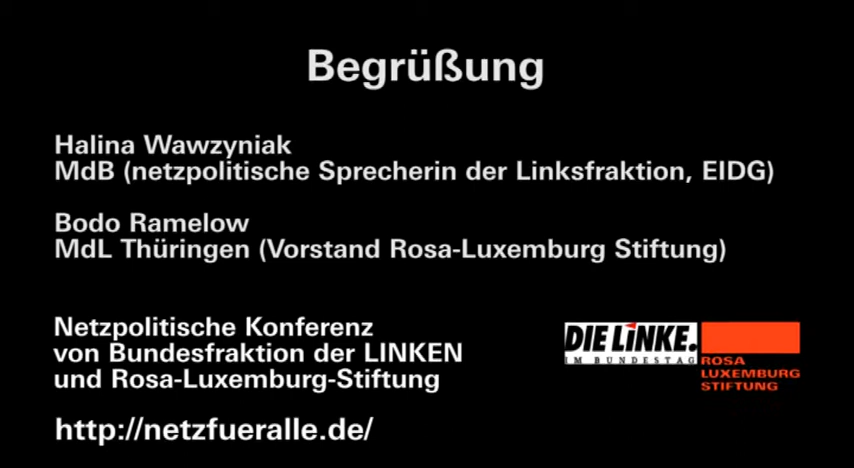 Begrüßung
Halina Wawzyniak
MdB (netzpolitische Sprecherin der Linksfraktion, EIDG)
Bodo Ramelow
MdL Thüringen (Vorstand Rosa-Luxemburg Stiftung)
Netzpolitische Konferenz
von Bundesfraktion der LINKEN
und Rosa-Luxemburg-Stiftung
http://netzfueralle.de/
DIE LINKE.
IM BUNDESTAG
ROSA
LUXEMBURG
STIFTUNG